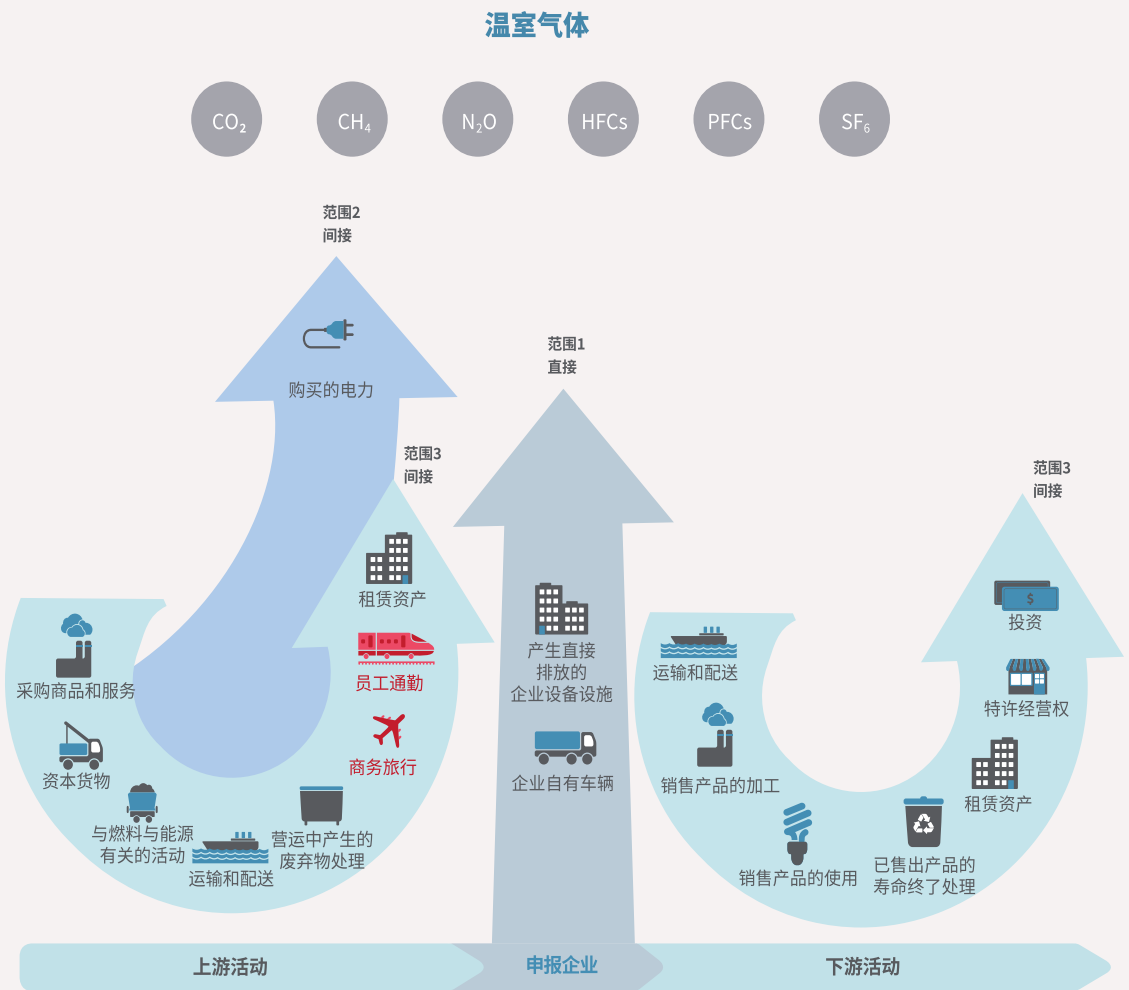 温室气体
CO₂
CH₄
N₂O
HFCs
PFCs
SF₆
范围2
间接
购买的电力
范围1
直接
范围3
间接
租赁资产
员工通勤
商务旅行
采购商品和服务
资本货物
与燃料与能源
有关的活动
运输和配送
营运中产生的
废弃物处理
产生直接
排放的
企业设备设施
企业自有车辆
范围3
间接
投资
特许经营权
租赁资产
运输和配送
销售产品的加工
销售产品的使用
已售出产品的
寿命终了处理
$
上游活动
申报企业
下游活动